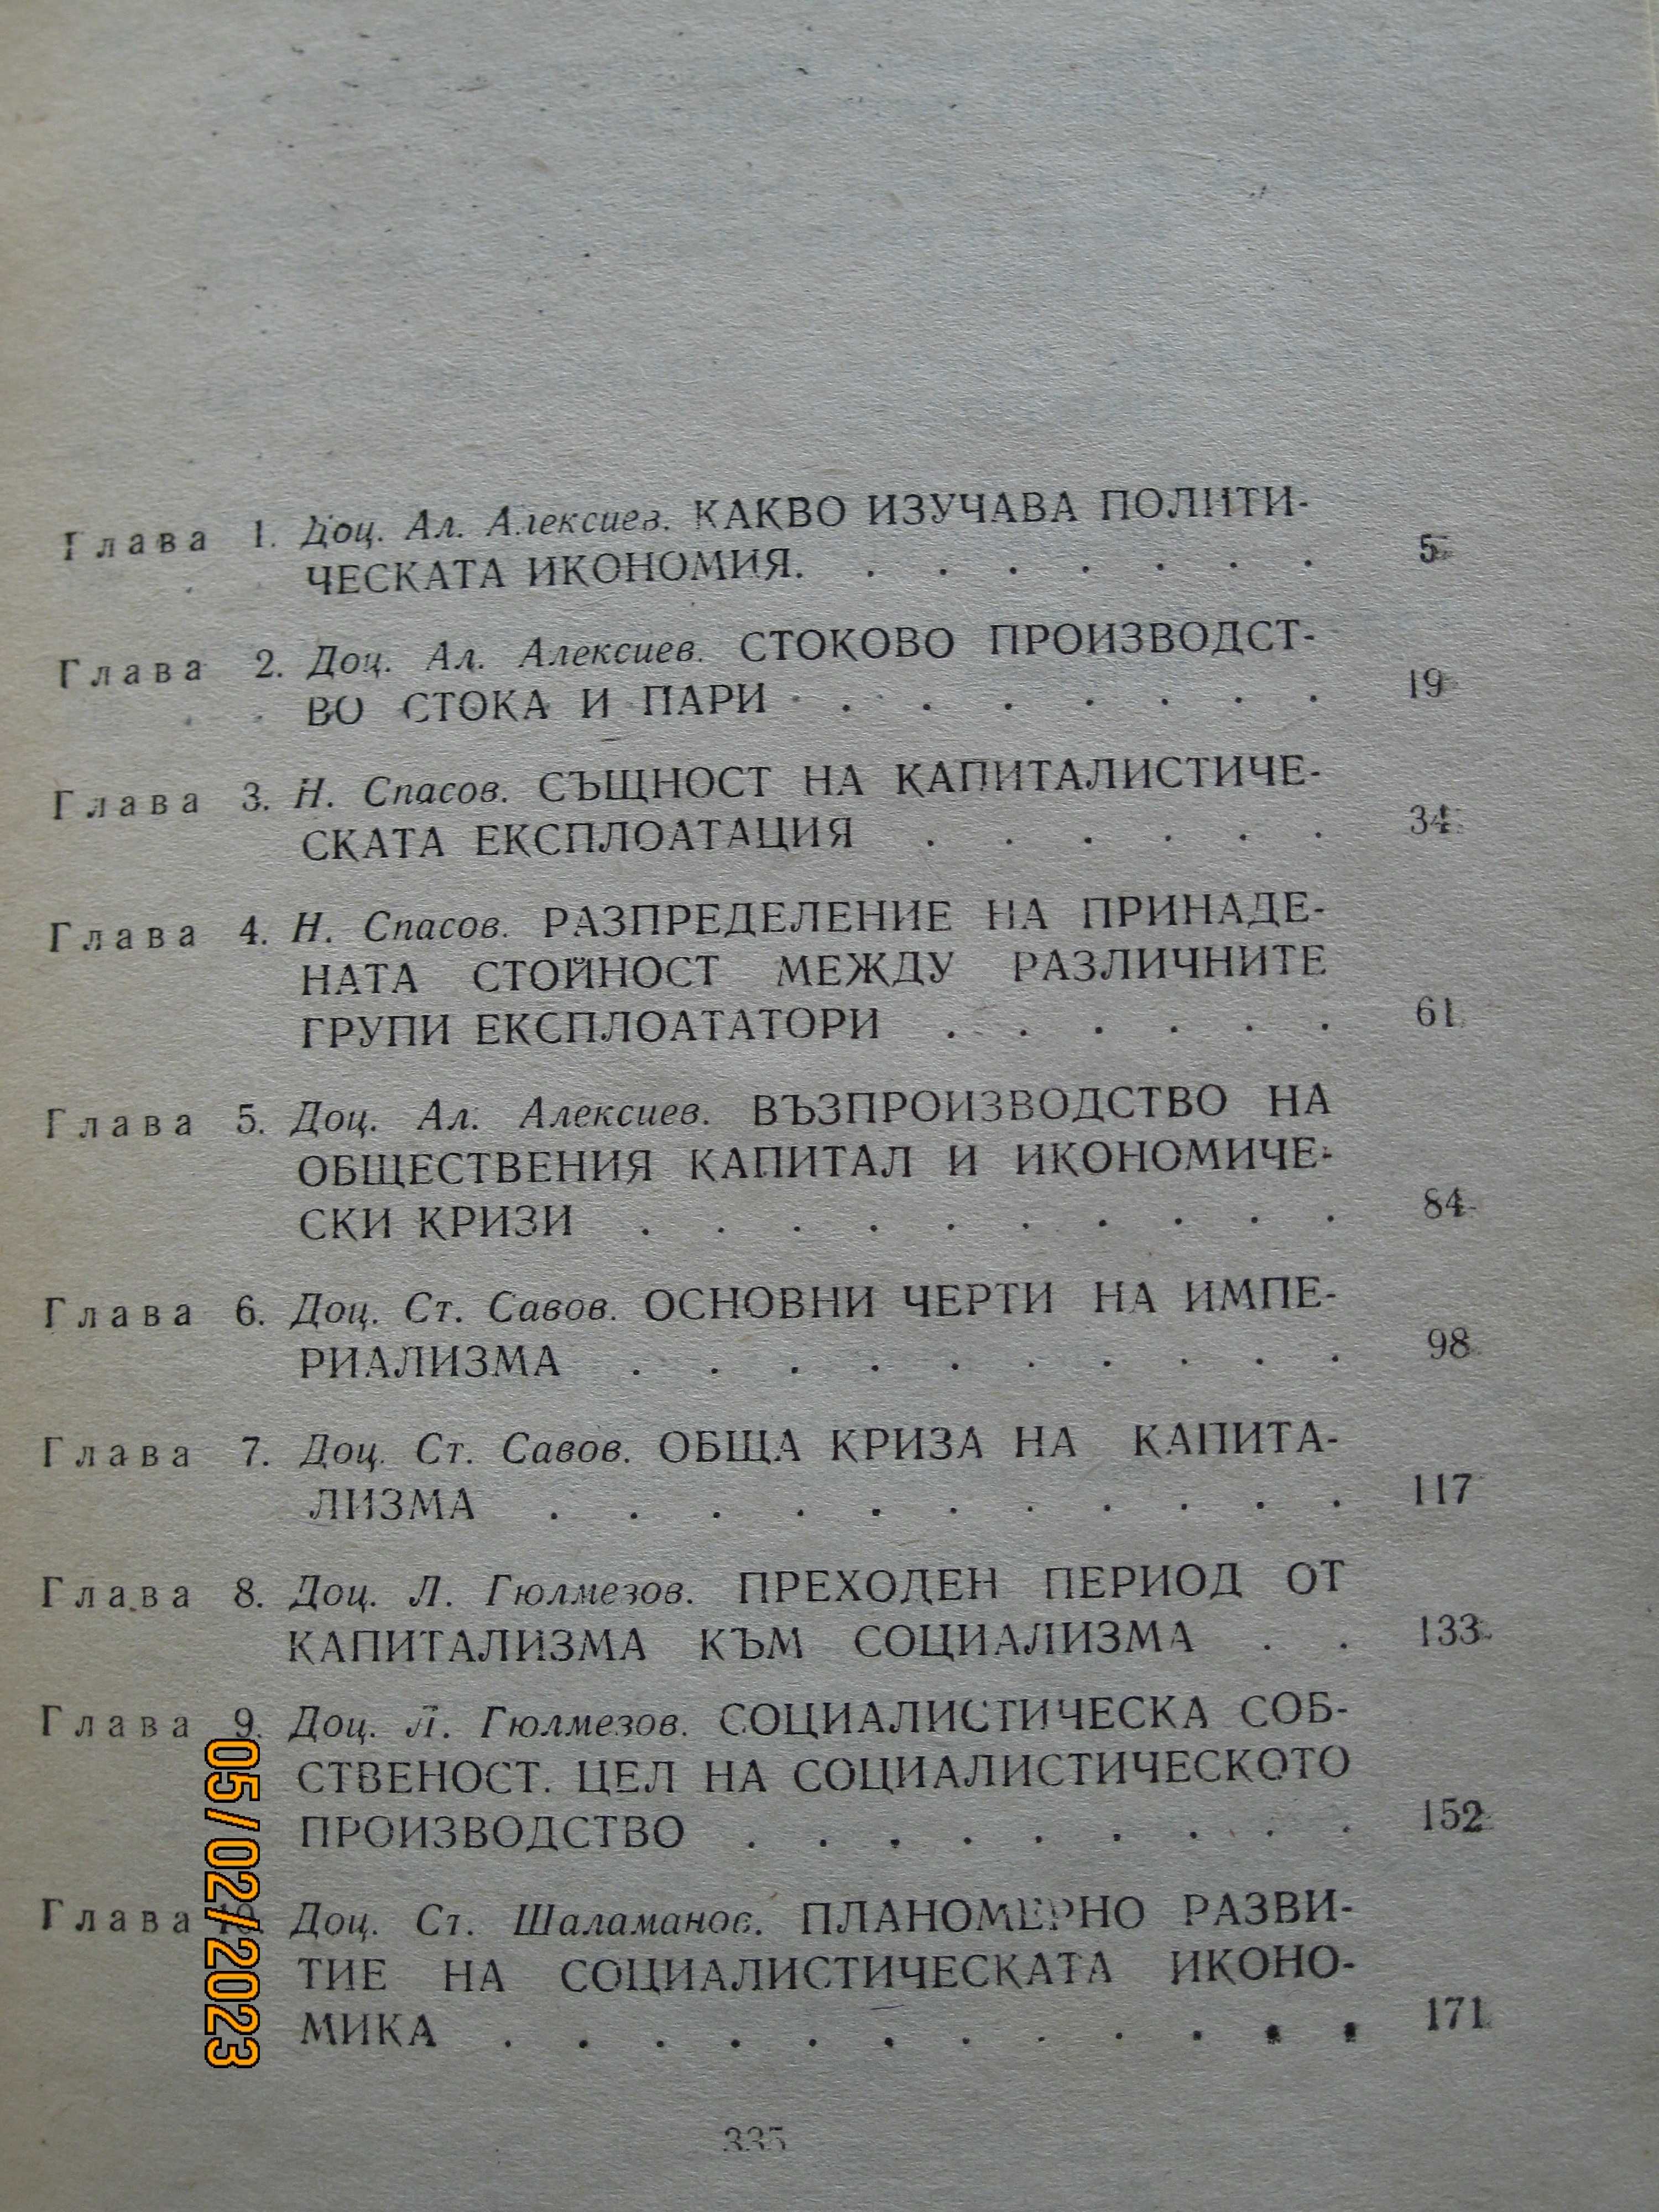 Глава 1. Доц. Ал. Алексиев. КАКВО ИЗУЧАВА ПОЛИТИ-
ЧЕСКАТА ИКОНОМИЯ. . . . . . . . 5
Глава 2. Доц. Ал. Алексиев. СТОКОВО ПРОИЗВОДСТ-
ВО СТОКА И ПАРИ . . . . . . . . 19
Глава 3. Н. Спасов. СЪЩНОСТ НА КАПИТАЛИСТИЧЕ-
СКАТА ЕКСПЛОАТАЦИЯ . . . . . . 34
Глава 4. Н. Спасов. РАЗПРЕДЕЛЕНИЕ НА ПРИНАДЕ-
НАТА СТОЙНОСТ МЕЖДУ РАЗЛИЧНИТЕ
ГРУПИ ЕКСПЛОАТАТОРИ . . . . . . 61
Глава 5. Доц. Ал. Алексиев. ВЪЗПРОИЗВОДСТВО НА
ОБЩЕСТВЕНИЯ КАПИТАЛ И ИКОНОМИЧЕ-
СКИ КРИЗИ . . . . . . . . . . 84
Глава 6. Доц. Ст. Савов. ОСНОВНИ ЧЕРТИ НА ИМПЕ-
РИАЛИЗМА . . . . . . . . . . 98
Глава 7. Доц. Ст. Савов. ОБЩА КРИЗА НА КАПИТА-
ЛИЗМА . . . . . . . . . . . 117
Глава 8. Доц. Л. Гюлмезов. ПРЕХОДЕН ПЕРИОД ОТ
КАПИТАЛИЗМА КЪМ СОЦИАЛИЗМА . . 133
Глава 9. Доц. Л. Гюлмезов. СОЦИАЛИСТИЧЕСКА СОБ-
СТВЕНОСТ. ЦЕЛ НА СОЦИАЛИСТИЧЕСКОТО
ПРОИЗВОДСТВО . . . . . . . . . 152
Глава Доц. Ст. Шаламанов. ПЛАНОМЕРНО РАЗВИ-
ТИЕ НА СОЦИАЛИСТИЧЕСКАТА ИКОНО-
МИКА . . . . . . . . . . . . 171
335
05/02/2023